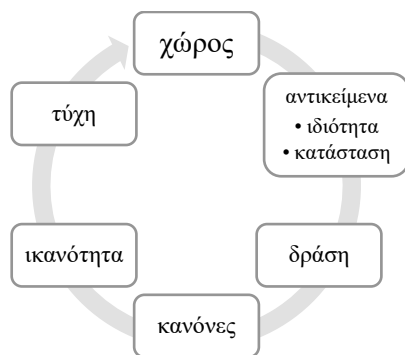 χώρος
αντικείμενα
• ιδιότητα
• κατάσταση
δράση
κανόνες
ικανότητα
τύχη